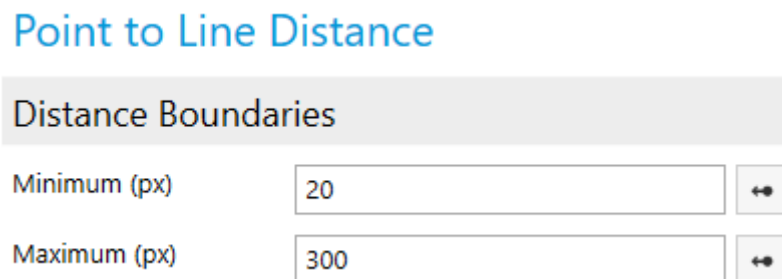 Point to Line Distance
Distance Boundaries
Minimum (px) 20
Maximum (px) 300